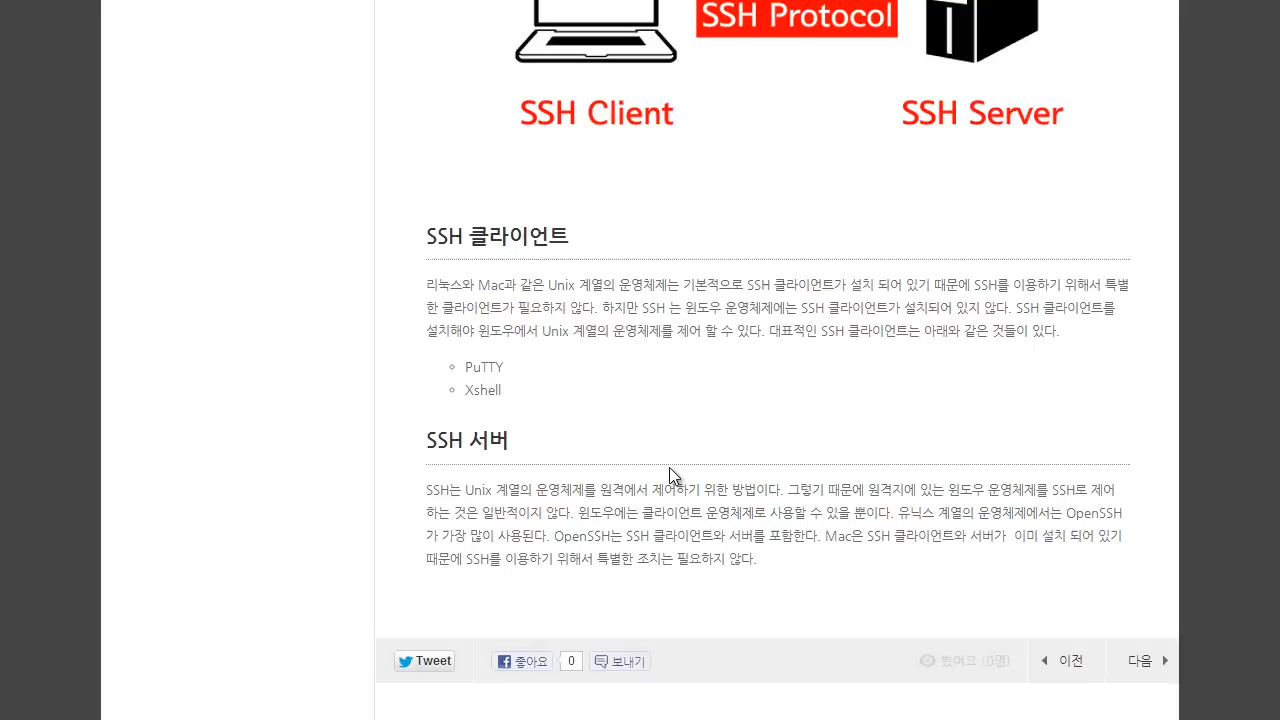 SSH Protocol
SSH Client
SSH Server
SSH 클라이언트
리눅스와 Mac과 같은 Unix 계열의 운영체제는 기본적으로 SSH 클라이언트가 설치 되어 있기 때문에 SSH를 이용하기 위해서 특별
한 클라이언트가 필요하지 않다. 하지만 SSH 는 윈도우 운영체제에는 SSH 클라이언트가 설치되어 있지 않다. SSH 클라이언트를
설치해야 윈도우에서 Unix 계열의 운영체제를 제어 할 수 있다. 대표적인 SSH 클라이언트는 아래와 같은 것들이 있다.
PuTTY
Xshell
SSH 서버
SSH는 Unix 계열의 운영체제를 원격에서 제어하기 위한 방법이다. 그렇기 때문에 원격지에 있는 윈도우 운영체제를 SSH로 제어
하는 것은 일반적이지 않다. 윈도우에는 클라이언트 운영체제로 사용할 수 있을 뿐이다. 유닉스 계열의 운영체제에서는 OpenSSH
가 가장 많이 사용된다. OpenSSH는 SSH 클라이언트와 서버를 포함한다. Mac은 SSH 클라이언트와 서버가  이미 설치 되어 있기
때문에 SSH를 이용하기 위해서 특별한 조치는 필요하지 않다.
Tweet 좋아요 0 보내기 봤어요 (0명) 이전 다음